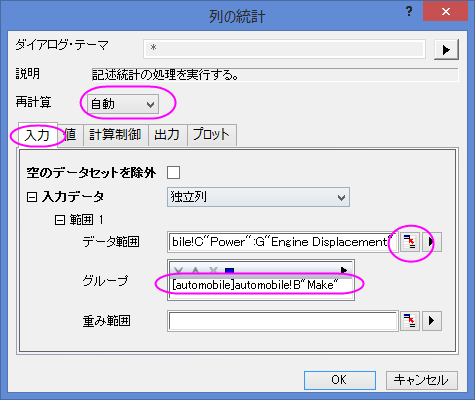 列の統計
ダイアログ・テーマ *
説明 記述統計の処理を実行する。
再計算 自動
入力 値 計算制御 出力 プロット
空のデータセットを除外
入力データ 独立列
範囲 1
データ範囲 bile!C"Power":G"Engine Displacement"
グループ [automobile]automobile!B"Make"
重み範囲
OK キャンセル